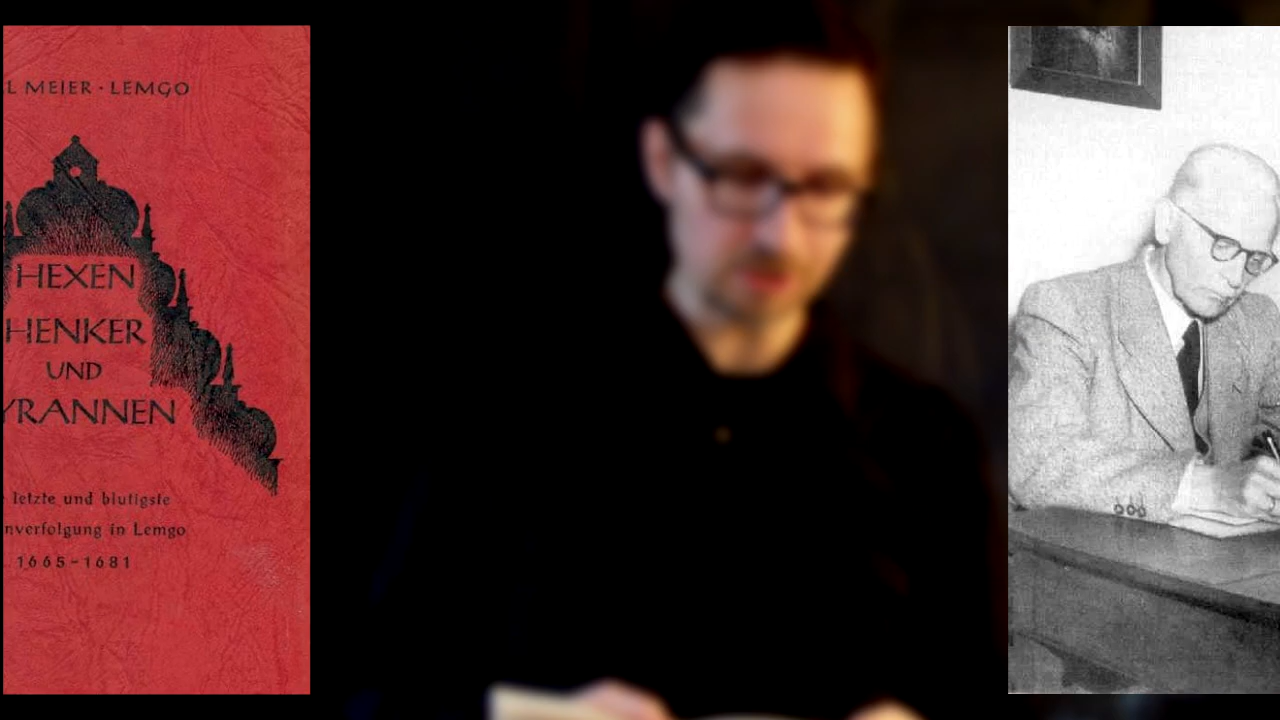 L MEIER · LEMGO
HEXEN
HENKER
UND
YRANNEN
letzte und blutigste
nverfolgung in Lemgo
1665-1681